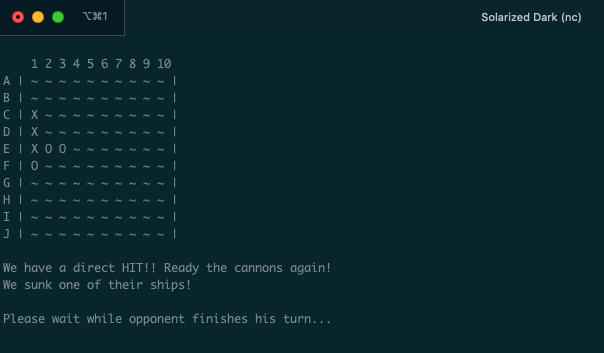 ⌥⌘1
Solarized Dark (nc)
1 2 3 4 5 6 7 8 9 10
A | ~ ~ ~ ~ ~ ~ ~ ~ ~ ~ |
B | ~ ~ ~ ~ ~ ~ ~ ~ ~ ~ |
C | X ~ ~ ~ ~ ~ ~ ~ ~ ~ |
D | X ~ ~ ~ ~ ~ ~ ~ ~ ~ |
E | X O O ~ ~ ~ ~ ~ ~ ~ |
F | O ~ ~ ~ ~ ~ ~ ~ ~ ~ |
G | ~ ~ ~ ~ ~ ~ ~ ~ ~ ~ |
H | ~ ~ ~ ~ ~ ~ ~ ~ ~ ~ |
I | ~ ~ ~ ~ ~ ~ ~ ~ ~ ~ |
J | ~ ~ ~ ~ ~ ~ ~ ~ ~ ~ |
We have a direct HIT!! Ready the cannons again!
We sunk one of their ships!
Please wait while opponent finishes his turn...